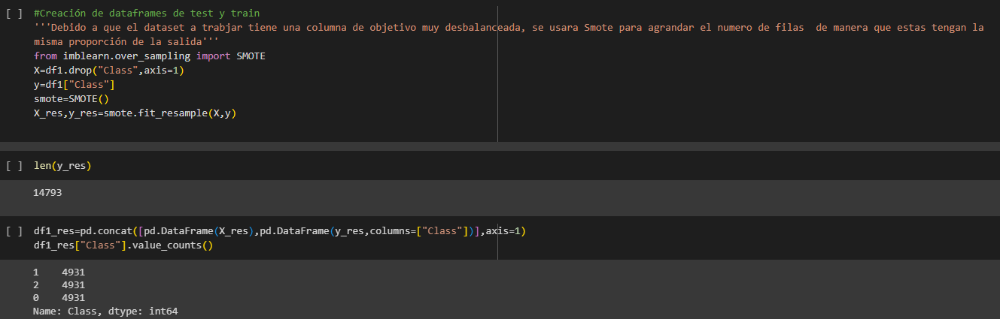 [ ] #Creación de dataframes de test y train
'''Debido a que el dataset a trabjar tiene una columna de objetivo muy desbalanceada, se usara Smote para agrandar el numero de filas  de manera que estas tengan la
misma proporción de la salida'''
from imblearn.over_sampling import SMOTE
X=df1.drop("Class",axis=1)
y=df1["Class"]
smote=SMOTE()
X_res,y_res=smote.fit_resample(X,y)
[ ] len(y_res)
14793
[ ] df1_res=pd.concat([pd.DataFrame(X_res),pd.DataFrame(y_res,columns=["Class"])],axis=1)
df1_res["Class"].value_counts()
1    4931
2    4931
0    4931
Name: Class, dtype: int64